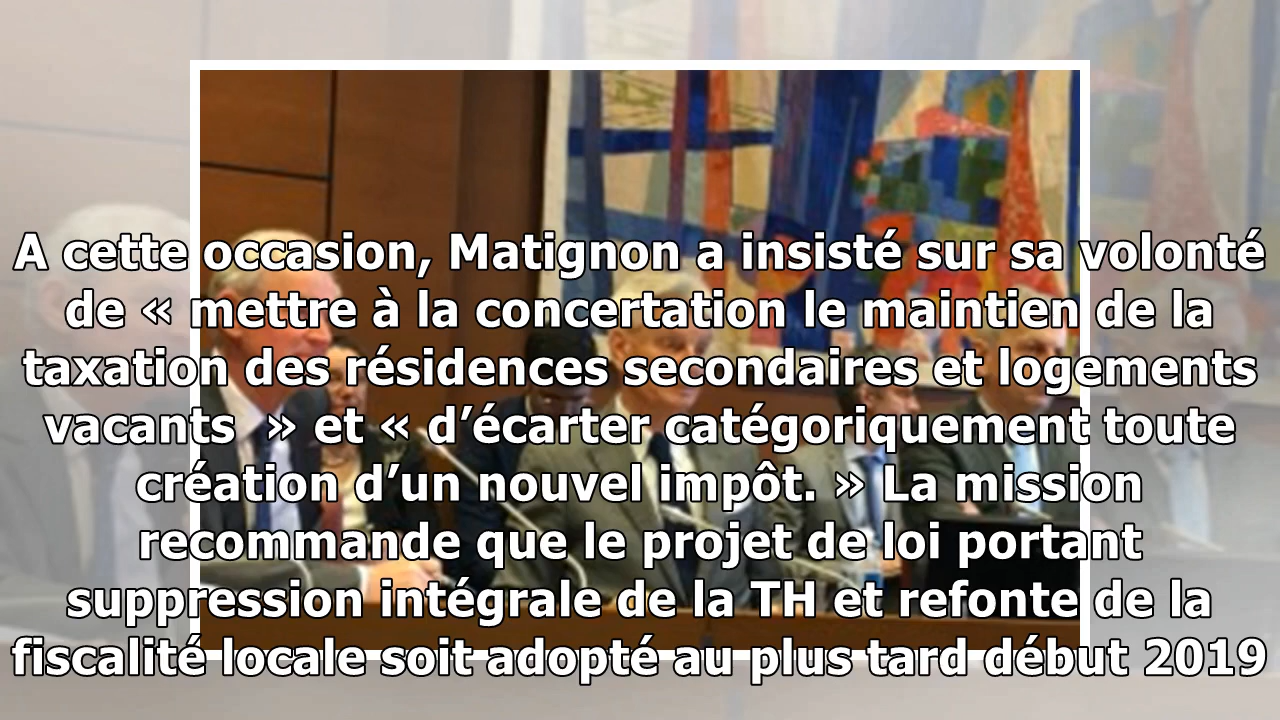 A cette occasion, Matignon a insisté sur sa volonté
de « mettre à la concertation le maintien de la
taxation des résidences secondaires et logements
vacants  » et « d’écarter catégoriquement toute
création d’un nouvel impôt. » La mission
recommande que le projet de loi portant
suppression intégrale de la TH et refonte de la
fiscalité locale soit adopté au plus tard début 2019